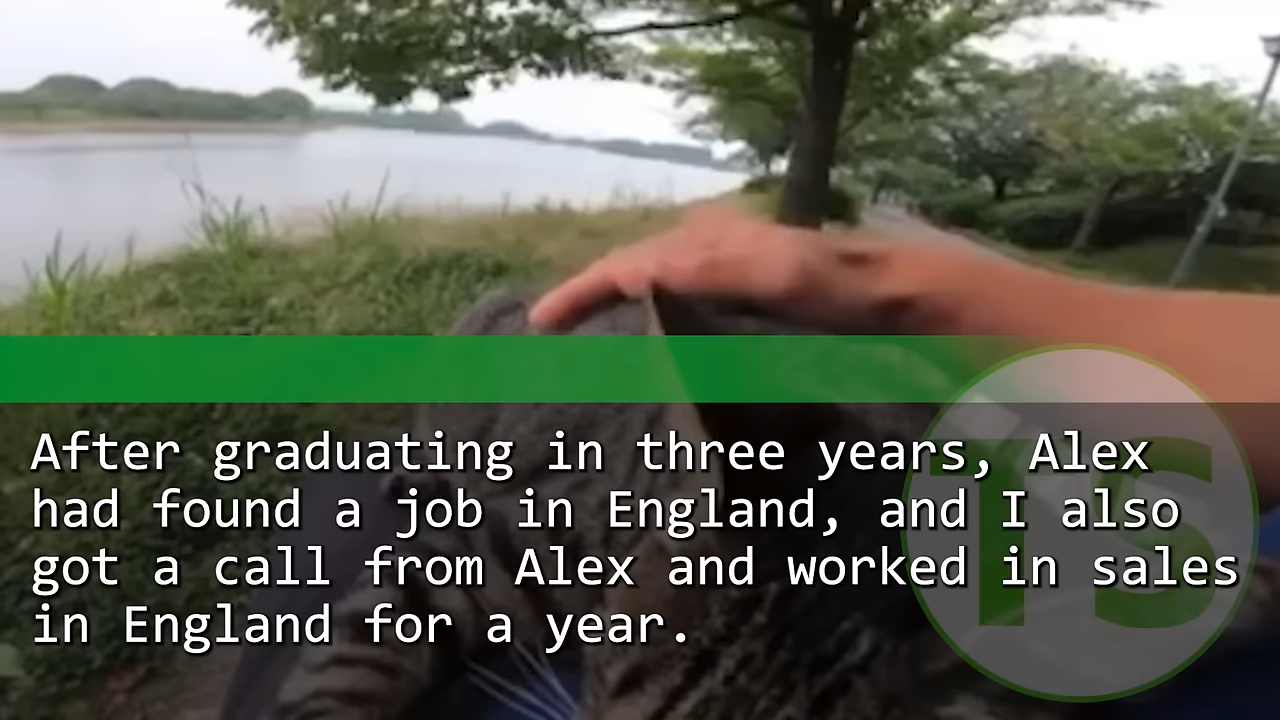 After graduating in three years, Alex
had found a job in England, and I also
got a call from Alex and worked in sales
in England for a year.
TS